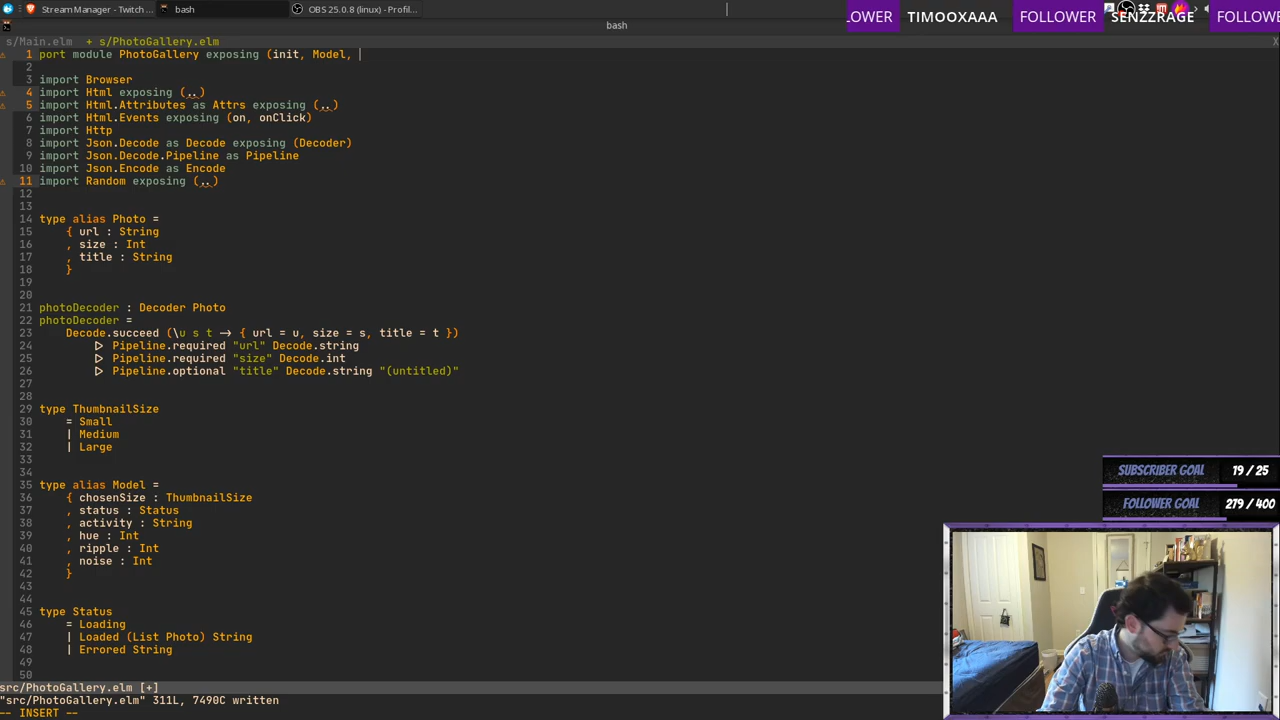 Stream Manager - Twitch ...
bash
OBS 25.0.8 (linux) - Profil...
LOWER
TIMOOXAAA
FOLLOWER
SENZZRAGE
FOLLOWE
bash
s/Main.elm + s/PhotoGallery.elm
X
1 port module PhotoGallery exposing (init, Model,
2
3 import Browser
4 import Html exposing (..)
5 import Html.Attributes as Attrs exposing (..)
6 import Html.Events exposing (on, onClick)
7 import Http
8 import Json.Decode as Decode exposing (Decoder)
9 import Json.Decode.Pipeline as Pipeline
10 import Json.Encode as Encode
11 import Random exposing (..)
12
13
14 type alias Photo =
15 { url : String
16 , size : Int
17 , title : String
18 }
19
20
21 photoDecoder : Decoder Photo
22 photoDecoder =
23 Decode.succeed (\u s t → { url = u, size = s, title = t })
24 ▷ Pipeline.required "url" Decode.string
25 ▷ Pipeline.required "size" Decode.int
26 ▷ Pipeline.optional "title" Decode.string "(untitled)"
27
28
29 type ThumbnailSize
30 = Small
31 | Medium
32 | Large
33
34
35 type alias Model =
36 { chosenSize : ThumbnailSize
37 , status : Status
38 , activity : String
39 , hue : Int
40 , ripple : Int
41 , noise : Int
42 }
43
44
45 type Status
46 = Loading
47 | Loaded (List Photo) String
48 | Errored String
49
50
SUBSCRIBER GOAL 19 / 25
FOLLOWER GOAL 279 / 400
src/PhotoGallery.elm [+]
"src/PhotoGallery.elm" 311L, 7490C written
-- INSERT --